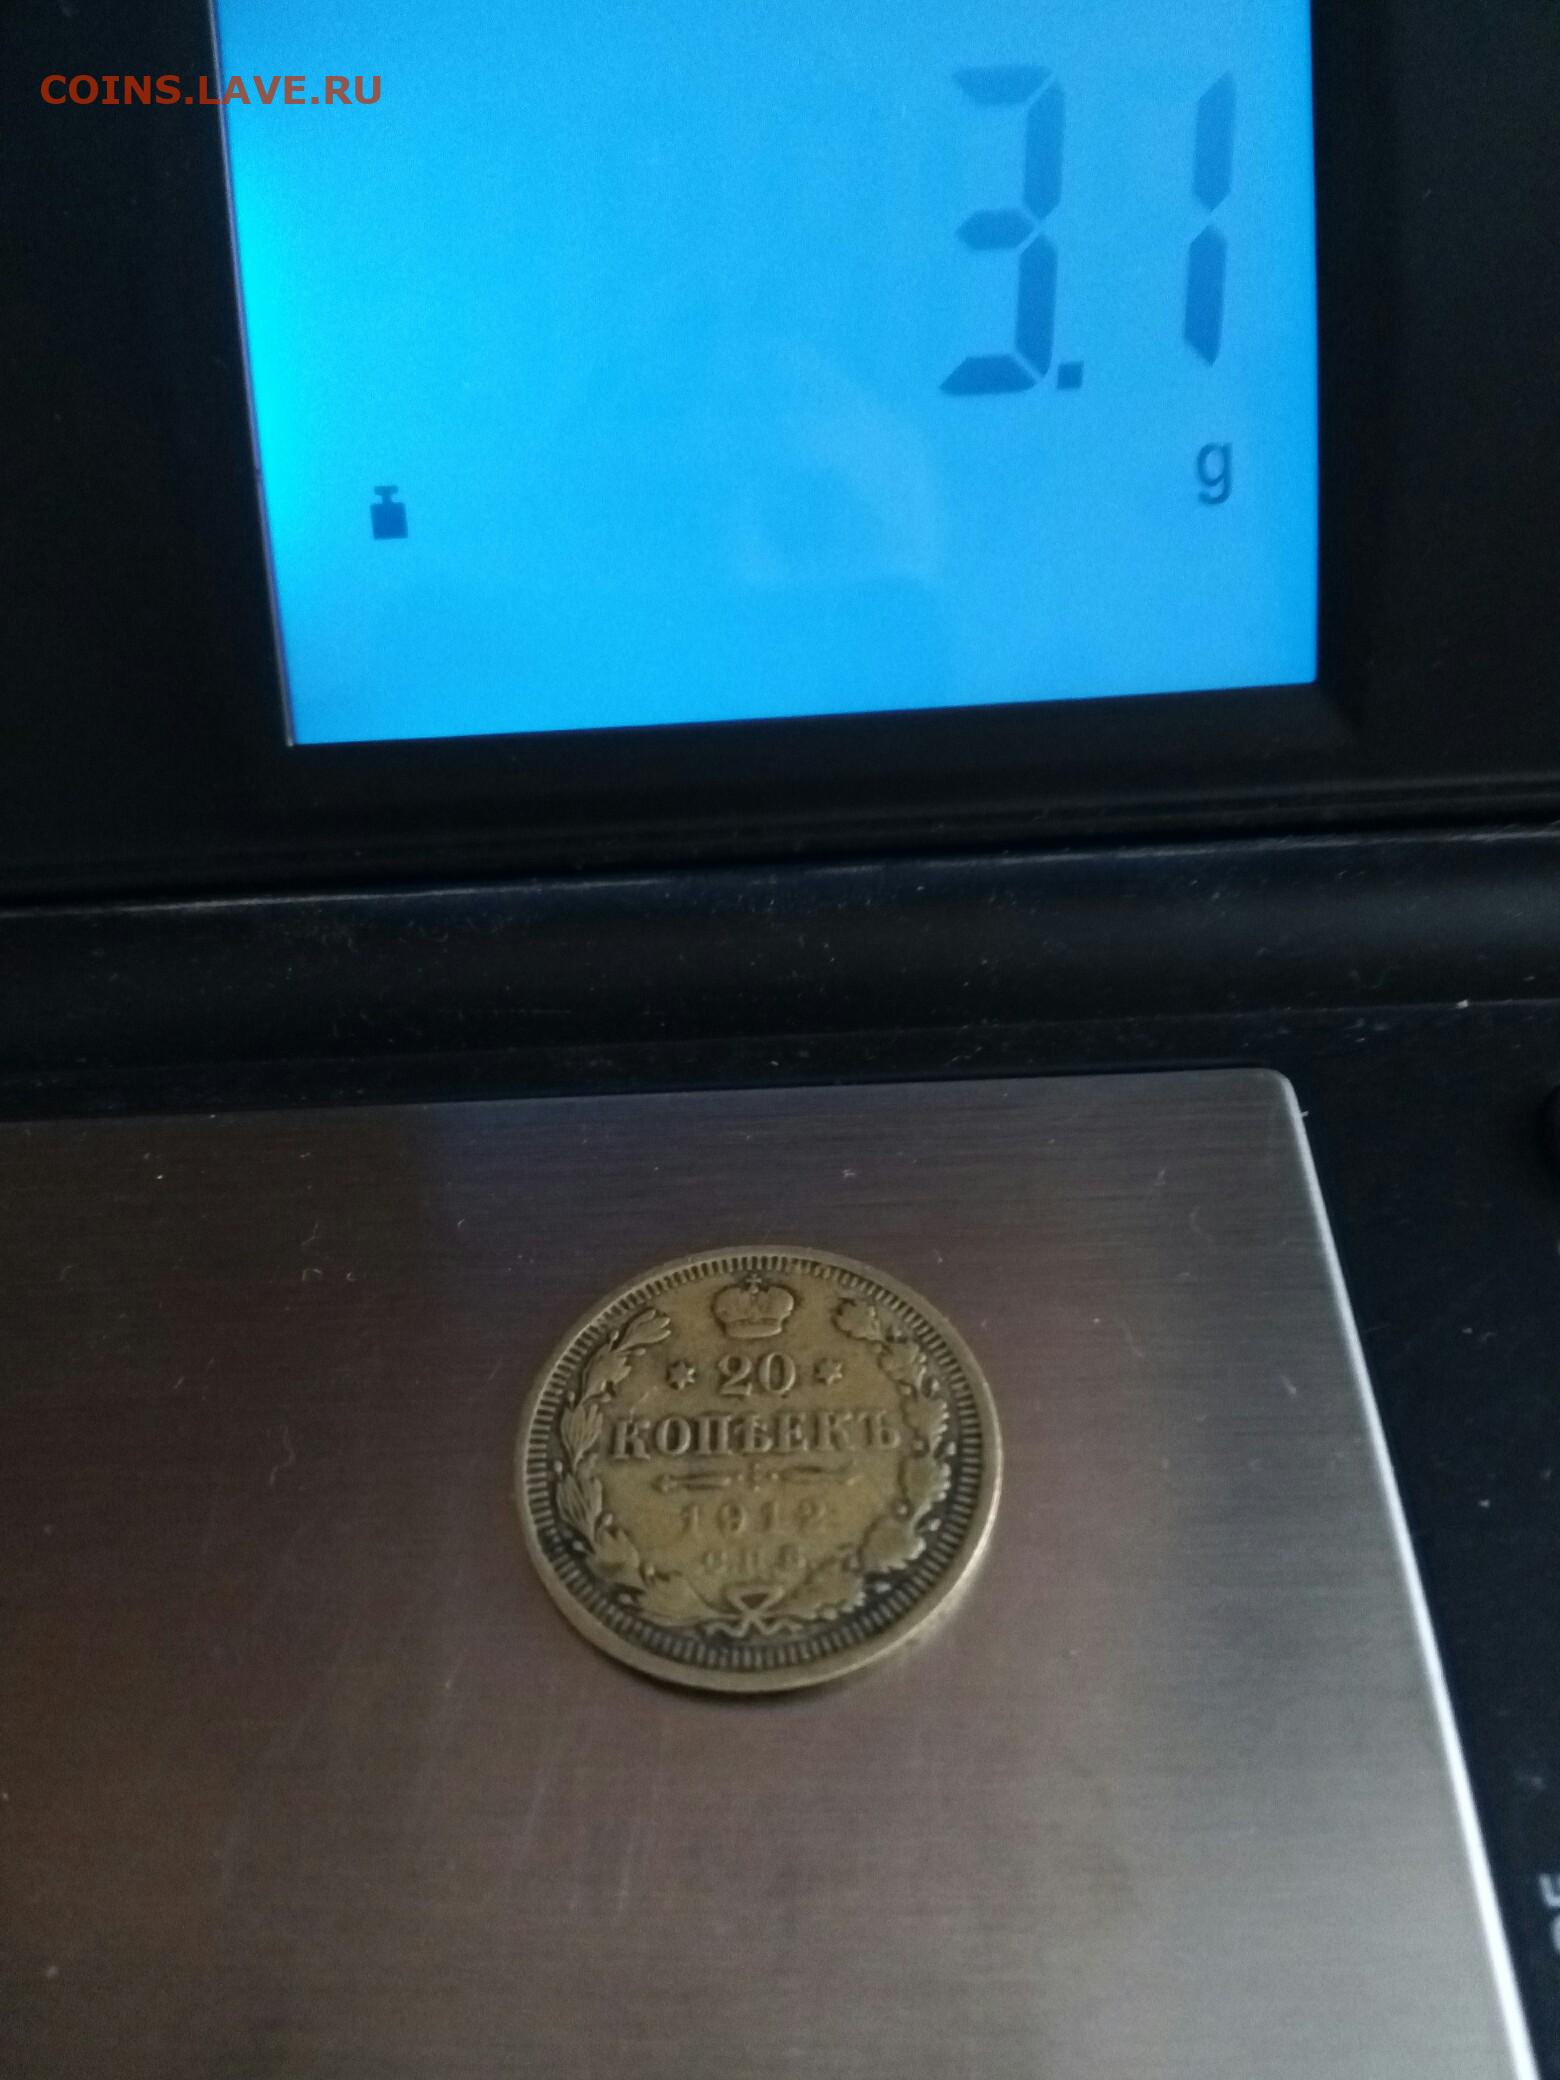 COINS.LAVE.RU
3.1
g
* 20 *
КОПѢЕКЪ
1912
С.П.Б.